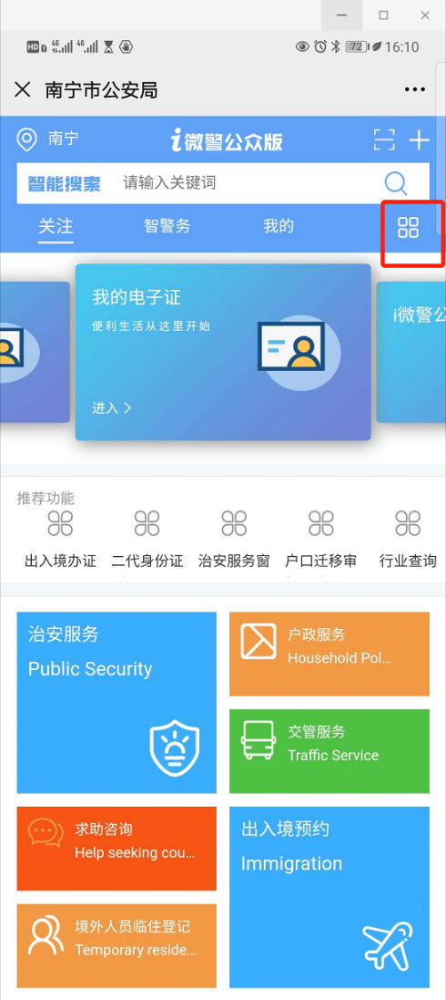 HD 4G 4G 72 16:10
南宁市公安局
南宁 i微警公众版
智能搜索 请输入关键词
关注 智警务 我的
我的电子证
便利生活从这里开始
i微警公
进入
推荐功能
出入境办证 二代身份证 治安服务窗 户口迁移审 行业查询
治安服务
Public Security
户政服务
Household Pol...
交管服务
Traffic Service
求助咨询
Help seeking cou...
出入境预约
Immigration
境外人员临住登记
Temporary reside...